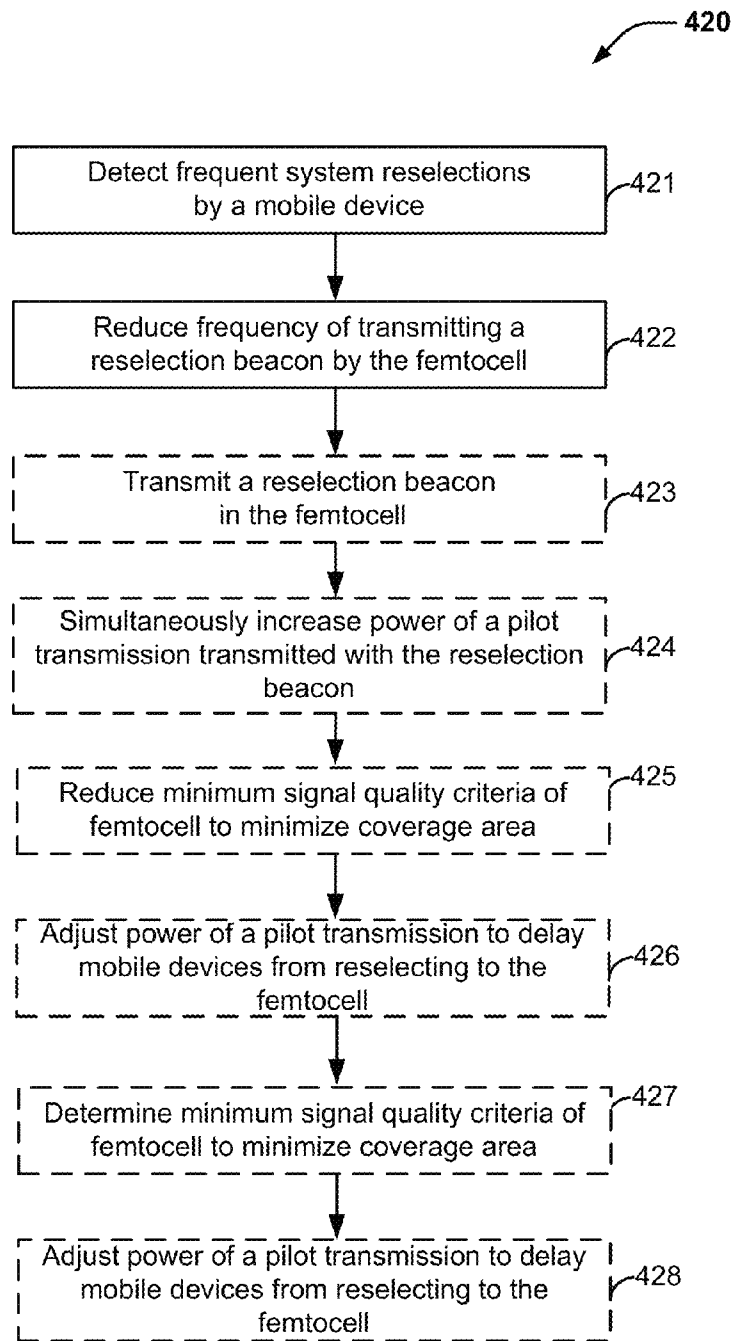 420
Detect frequent system reselections
by a mobile device
421
Reduce frequency of transmitting a
reselection beacon by the femtocell
422
Transmit a reselection beacon
in the femtocell
423
Simultaneously increase power of a pilot
transmission transmitted with the reselection
beacon
424
Reduce minimum signal quality criteria of
femtocell to minimize coverage area
425
Adjust power of a pilot transmission to delay
mobile devices from reselecting to the
femtocell
426
Determine minimum signal quality criteria of
femtocell to minimize coverage area
427
Adjust power of a pilot transmission to delay
mobile devices from reselecting to the
femtocell
428